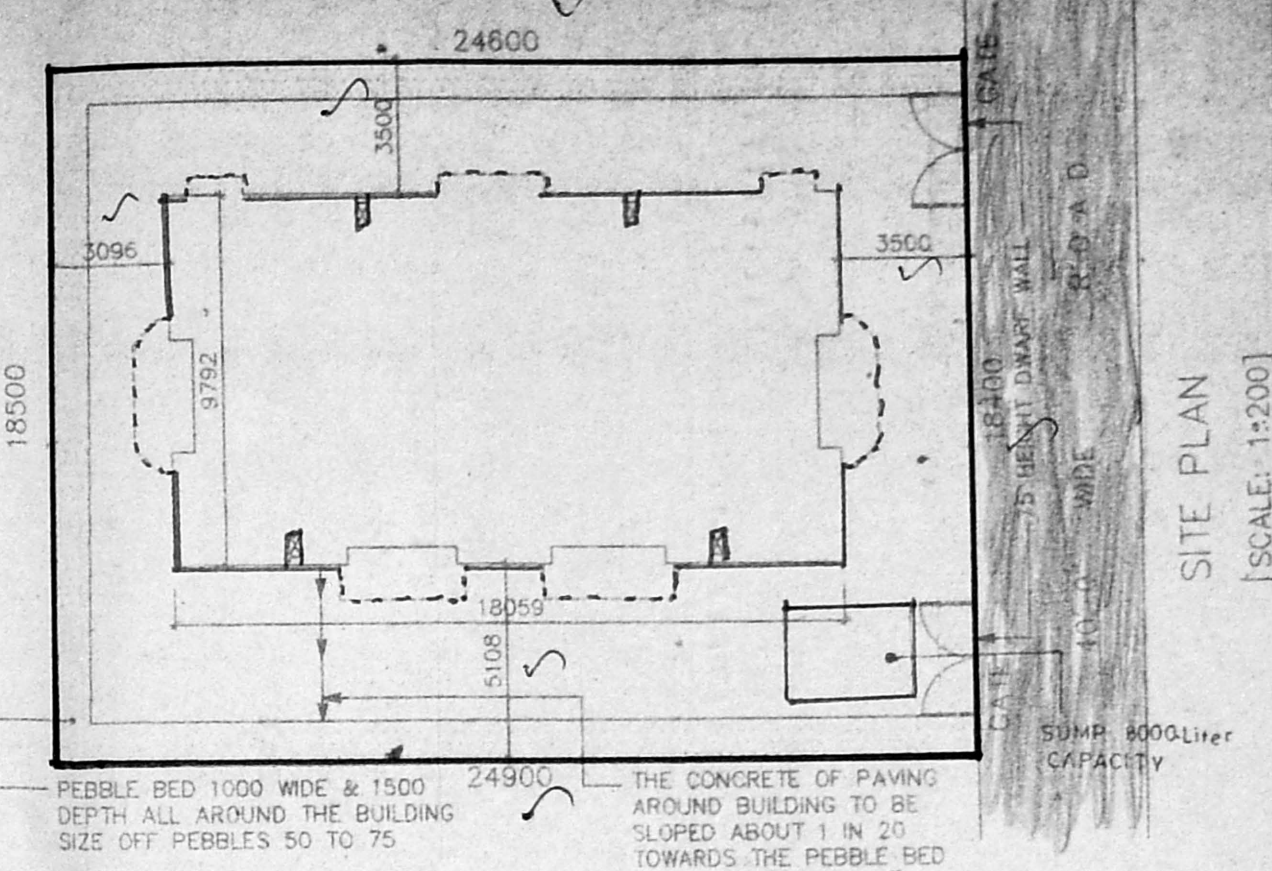 24600
3500
GATE
3096
3500
ROAD
9792
18500
18400
75 HEIGHT DWARF WALL
WIDE
SITE PLAN
[SCALE: 1:200]
18059
5108
GATE
SUMP 8000-Liter
CAPACITY
24900
PEBBLE BED 1000 WIDE & 1500
DEPTH ALL AROUND THE BUILDING
SIZE OFF PEBBLES 50 TO 75
THE CONCRETE OF PAVING
AROUND BUILDING TO BE
SLOPED ABOUT 1 IN 20
TOWARDS THE PEBBLE BED